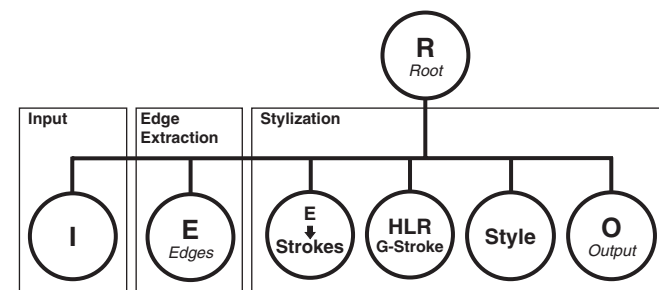 R
Root
Input
Edge
Extraction
Stylization
I
E
Edges
E
Strokes
HLR
G-Stroke
Style
O
Output